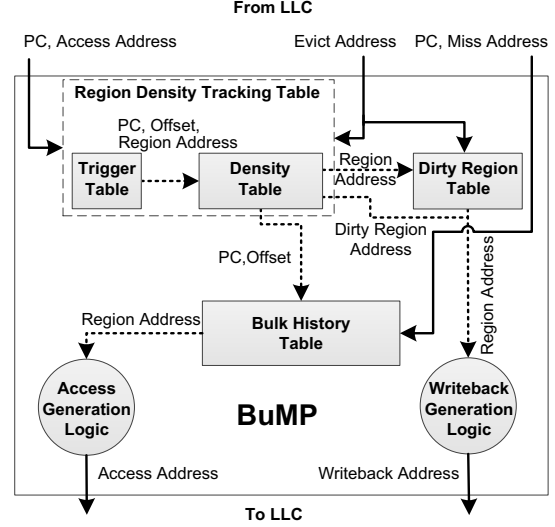 From LLC
PC, Access Address
Evict Address
PC, Miss Address
Region Density Tracking Table
PC, Offset,
Region Address
Trigger
Table
Density
Table
Region
Address
Dirty Region
Table
Dirty Region
Address
PC,Offset
Region Address
Region Address
Bulk History
Table
Access
Generation
Logic
BuMP
Writeback
Generation
Logic
Access Address
Writeback Address
To LLC